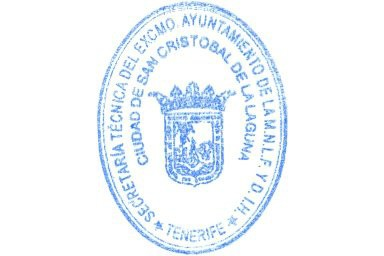 SECRETARÍA TÉCNICA DEL EXCMO. AYUNTAMIENTO DE LA M.N.L.F. Y D. I.H.
CIUDAD DE SAN CRISTOBAL DE LA LAGUNA
★ TENERIFE ★